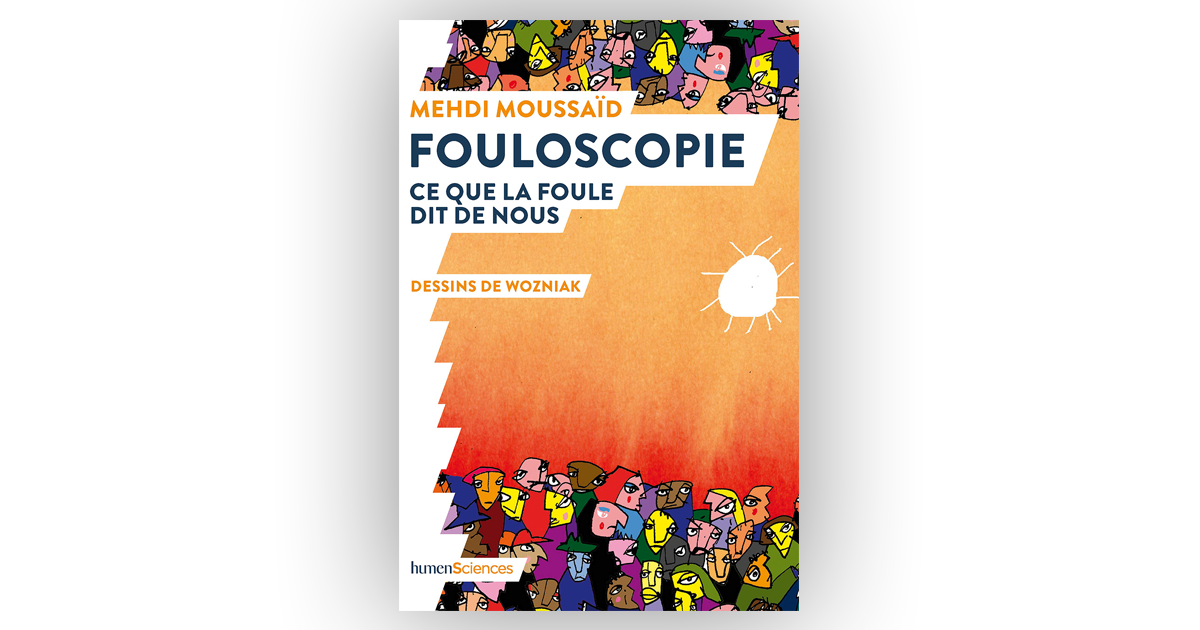 MEHDI MOUSSAÏD
FOULOSCOPIE
CE QUE LA FOULE
DIT DE NOUS
DESSINS DE WOZNIAK
humenSciences